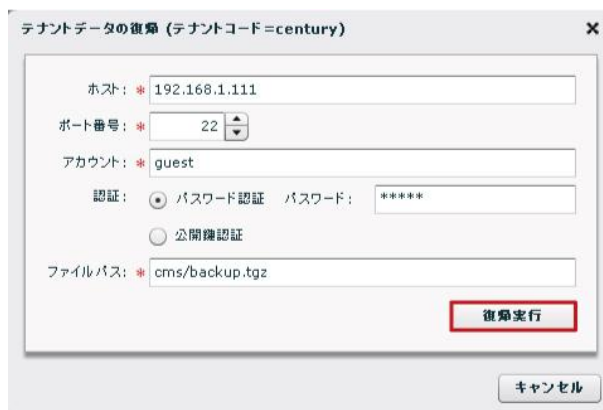 テナントデータの復帰 (テナントコード=century)
ホスト: * 192.168.1.111
ポート番号: * 22
アカウント: * guest
認証: パスワード認証 パスワード: *****
公開鍵認証
ファイルパス: * cms/backup.tgz
復帰実行
キャンセル